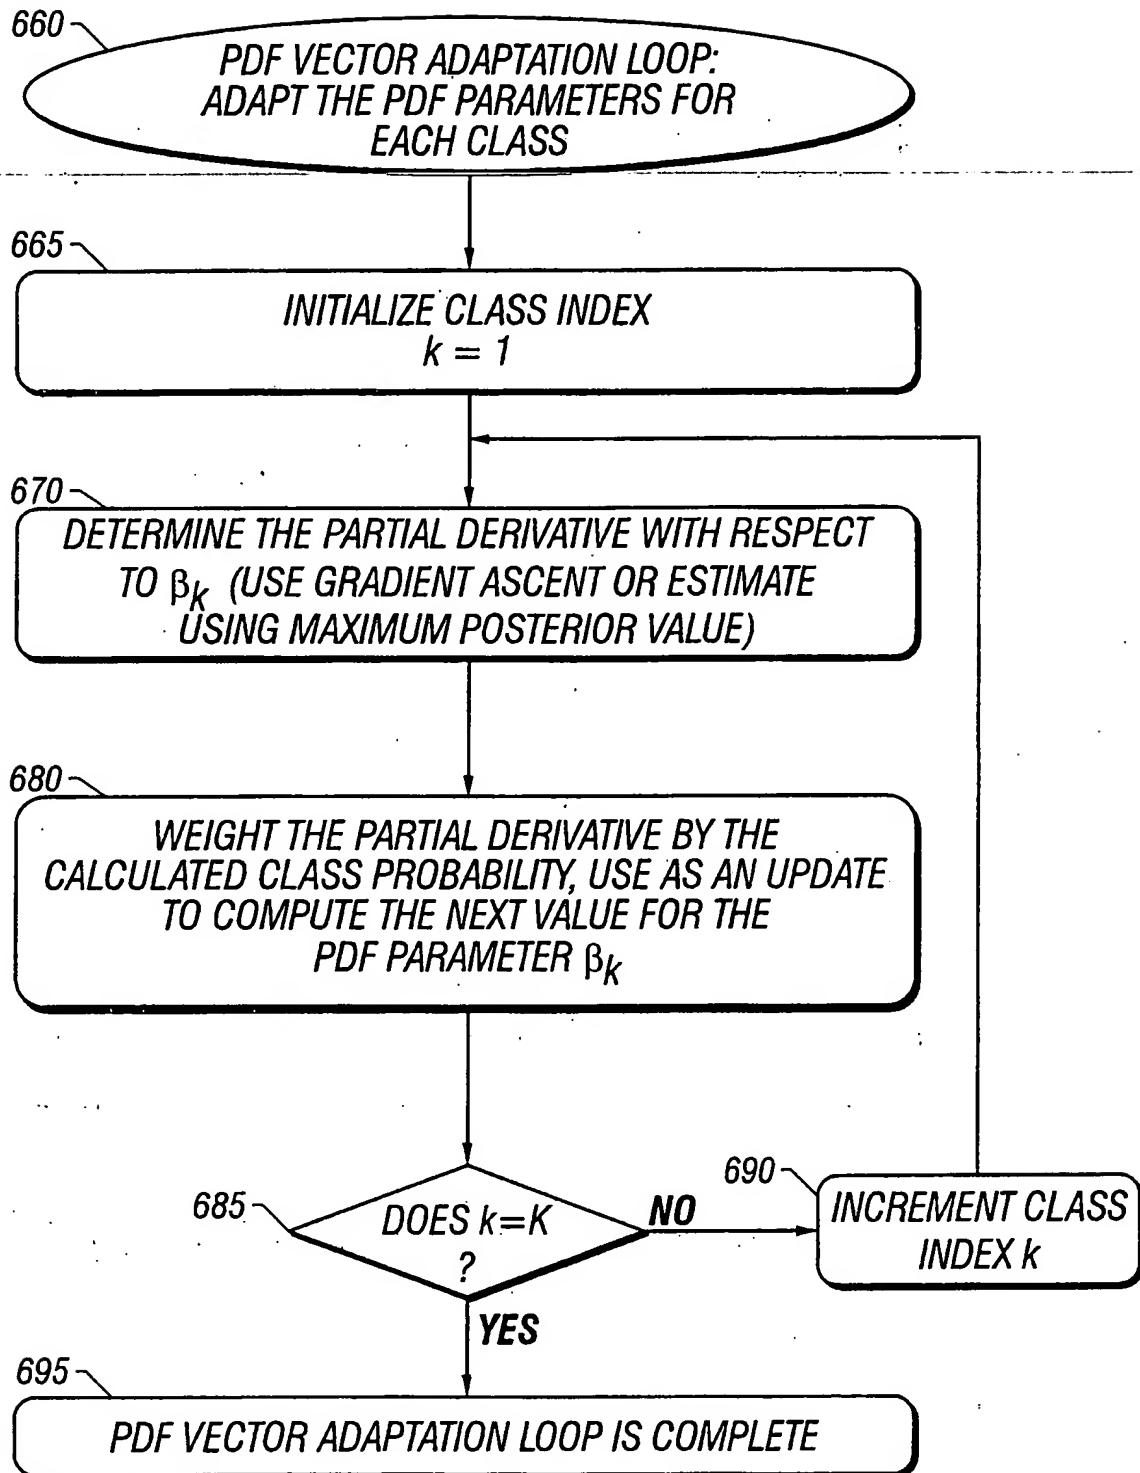 660
PDF VECTOR ADAPTATION LOOP:
ADAPT THE PDF PARAMETERS FOR
EACH CLASS
665
INITIALIZE CLASS INDEX
k = 1
670
DETERMINE THE PARTIAL DERIVATIVE WITH RESPECT
TO βk (USE GRADIENT ASCENT OR ESTIMATE
USING MAXIMUM POSTERIOR VALUE)
680
WEIGHT THE PARTIAL DERIVATIVE BY THE
CALCULATED CLASS PROBABILITY, USE AS AN UPDATE
TO COMPUTE THE NEXT VALUE FOR THE
PDF PARAMETER βk
685
DOES k=K
?
NO
690
INCREMENT CLASS
INDEX k
YES
695
PDF VECTOR ADAPTATION LOOP IS COMPLETE